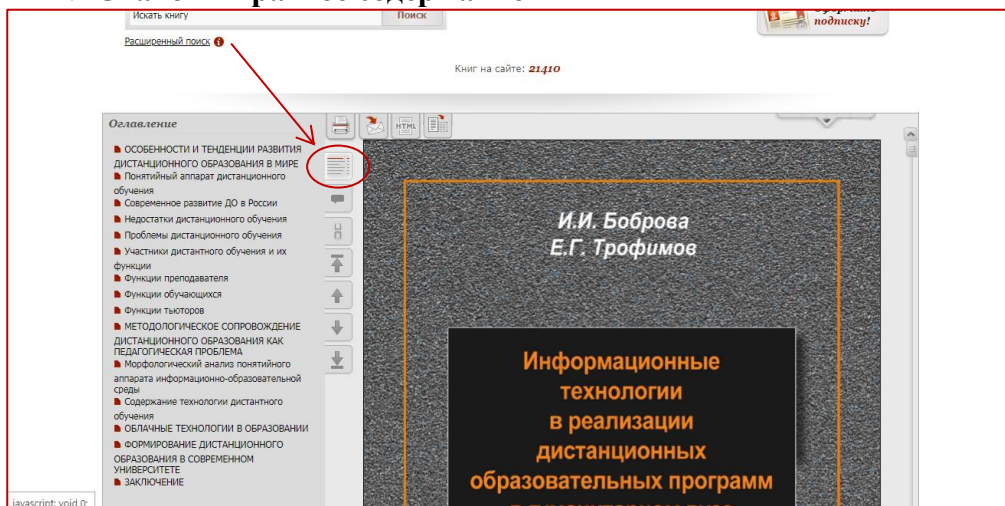 Искать книгу
Поиск
подписку!
Расширенный поиск
Книг на сайте: 21410
Оглавление
HTML
ОСОБЕННОСТИ И ТЕНДЕНЦИИ РАЗВИТИЯ
ДИСТАНЦИОННОГО ОБРАЗОВАНИЯ В МИРЕ
Понятийный аппарат дистанционного
обучения
Современное развитие ДО в России
Недостатки дистанционного обучения
Проблемы дистанционного обучения
Участники дистантного обучения и их
функции
Функции преподавателя
Функции обучающихся
Функции тьюторов
МЕТОДОЛОГИЧЕСКОЕ СОПРОВОЖДЕНИЕ
ДИСТАНЦИОННОГО ОБРАЗОВАНИЯ КАК
ПЕДАГОГИЧЕСКАЯ ПРОБЛЕМА
Морфологический анализ понятийного
аппарата информационно-образовательной
среды
Содержание технологии дистантного
обучения
ОБЛАЧНЫЕ ТЕХНОЛОГИИ В ОБРАЗОВАНИИ
ФОРМИРОВАНИЕ ДИСТАНЦИОННОГО
ОБРАЗОВАНИЯ В СОВРЕМЕННОМ
УНИВЕРСИТЕТЕ
ЗАКЛЮЧЕНИЕ
И.И. Боброва
Е.Г. Трофимов
Информационные
технологии
в реализации
дистанционных
образовательных программ
javascript: void 0;